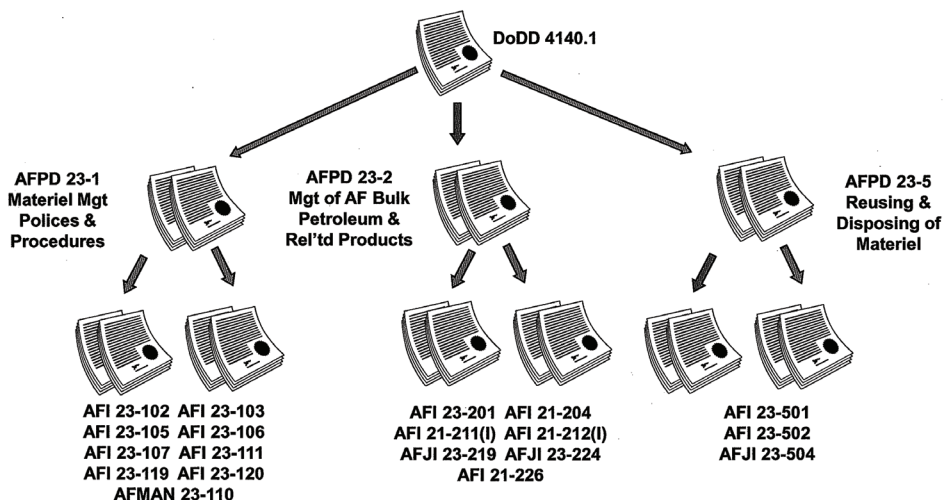 DoDD 4140.1
AFPD 23-1
Materiel Mgt
Polices &
Procedures
AFPD 23-2
Mgt of AF Bulk
Petroleum &
Rel'td Products
AFPD 23-5
Reusing &
Disposing of
Materiel
AFI 23-102 AFI 23-103
AFI 23-105 AFI 23-106
AFI 23-107 AFI 23-111
AFI 23-119 AFI 23-120
AFMAN 23-110
AFI 23-201 AFI 21-204
AFI 21-211(I) AFI 21-212(I)
AFJI 23-219 AFJI 23-224
AFI 21-226
AFI 23-501
AFI 23-502
AFJI 23-504